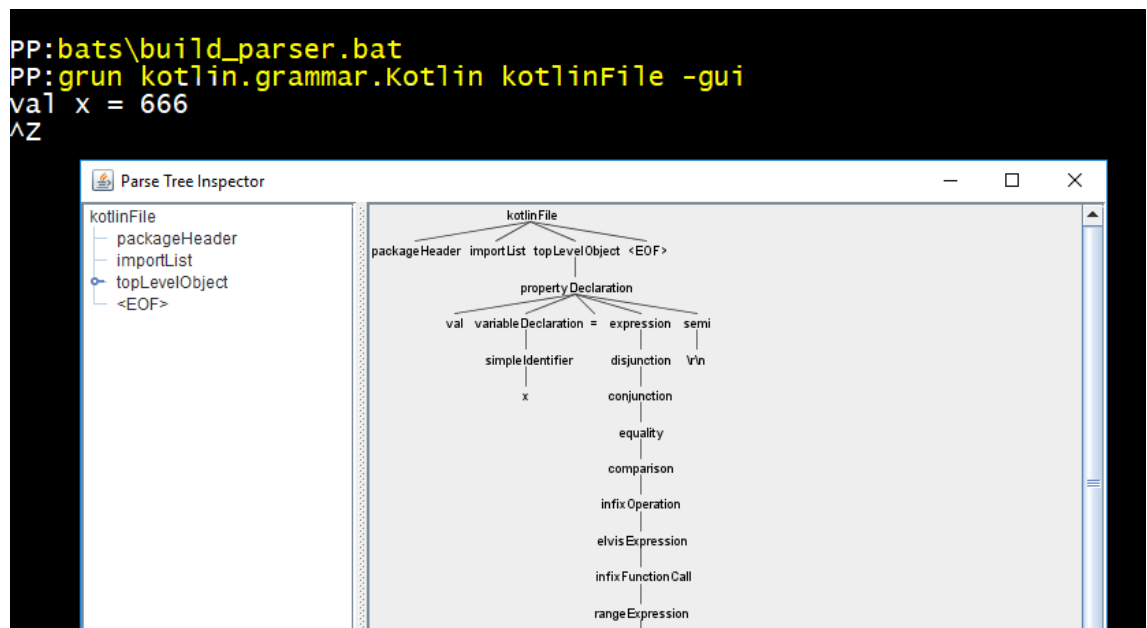 PP:bats\build_parser.bat
PP:grun kotlin.grammar.Kotlin kotlinFile -gui
val x = 666
^Z
Parse Tree Inspector
kotlinFile
packageHeader
importList
topLevelObject
<EOF>
kotlinFile
packageHeader importList topLevelObject <EOF>
propertyDeclaration
val variableDeclaration = expression semi
simpleIdentifier disjunction \r\n
x conjunction
equality
comparison
infixOperation
elvisExpression
infixFunctionCall
rangeExpression